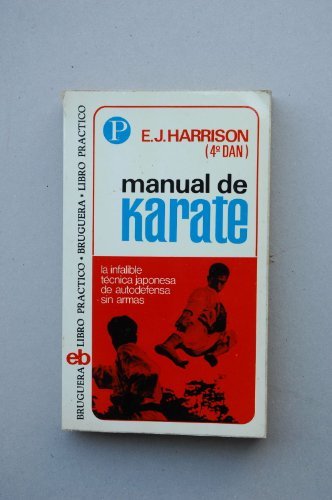 P
E.J.HARRISON
(4º DAN)
manual de
karate
la infalible
técnica japonesa
de autodefensa
sin armas
eb
BRUGUERA • LIBRO PRACTICO • BRUGUERA • LIBRO PRACTICO